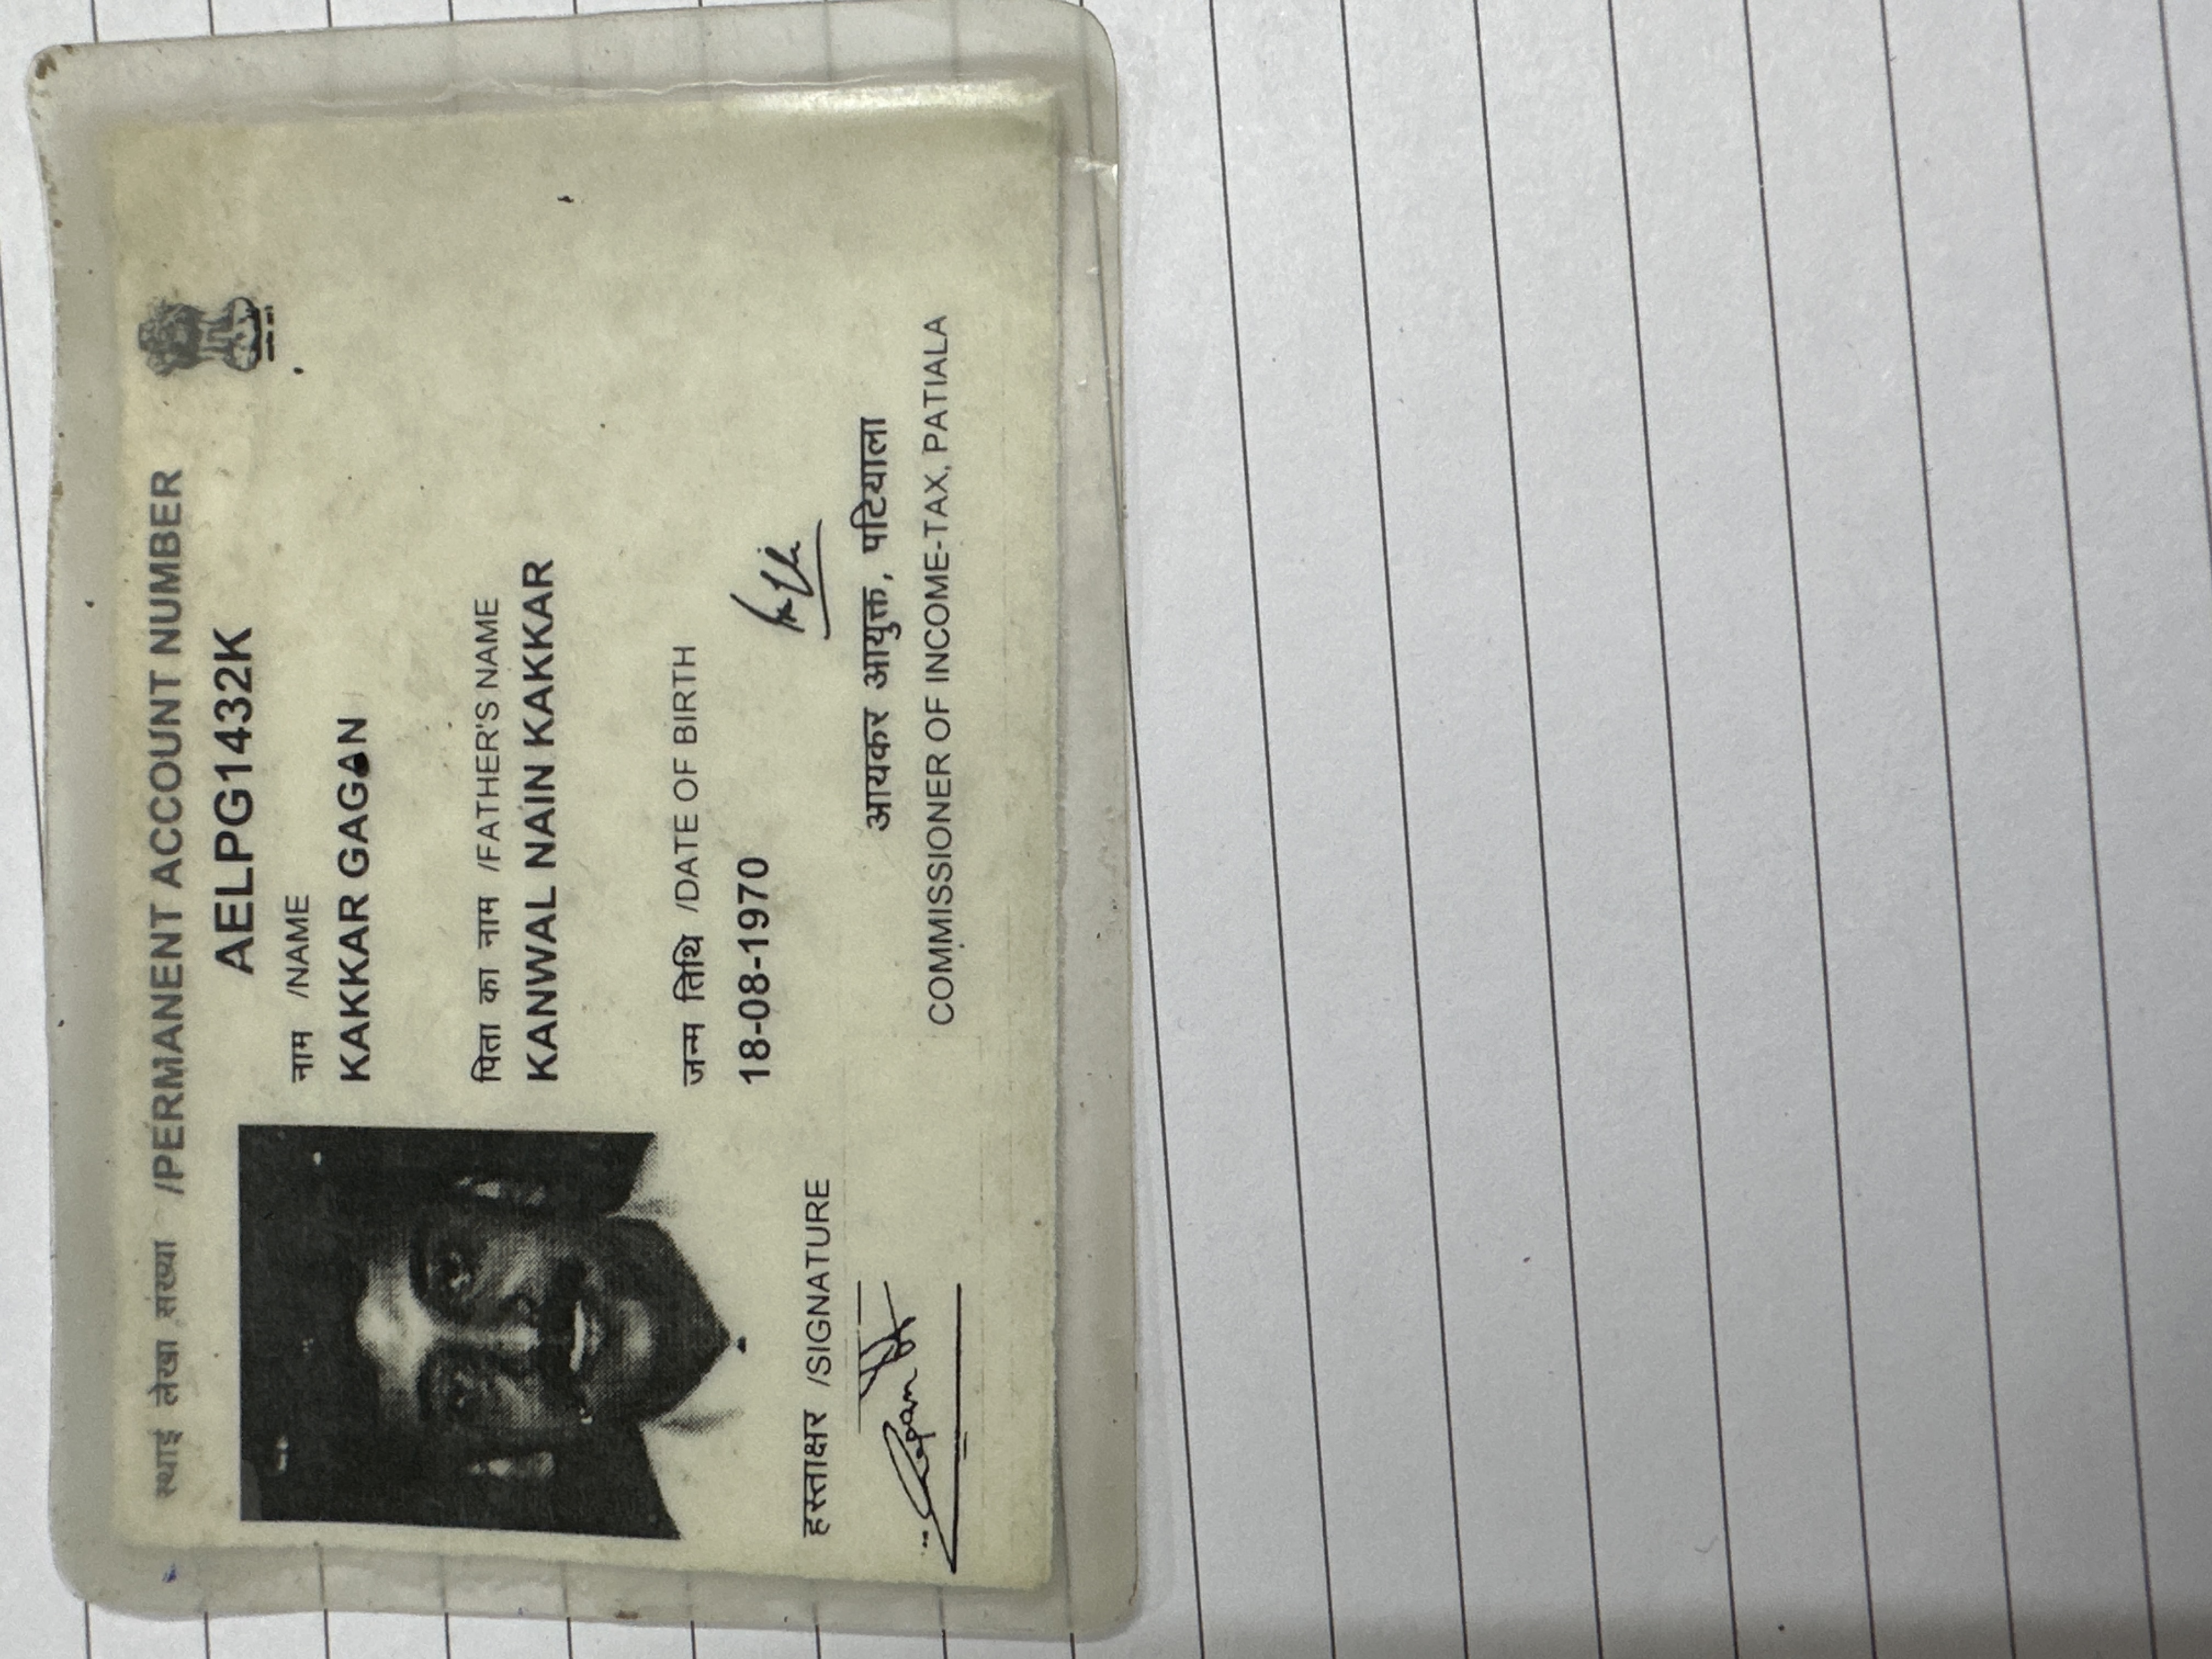 स्थाई लेखा संख्या /PERMANENT ACCOUNT NUMBER
AELPG1432K
नाम /NAME
KAKKAR GAGAN
पिता का नाम /FATHER'S NAME
KANWAL NAIN KAKKAR
जन्म तिथि /DATE OF BIRTH
18-08-1970
हस्ताक्षर /SIGNATURE
Gagan
आयकर आयुक्त, पटियाला
COMMISSIONER OF INCOME-TAX, PATIALA